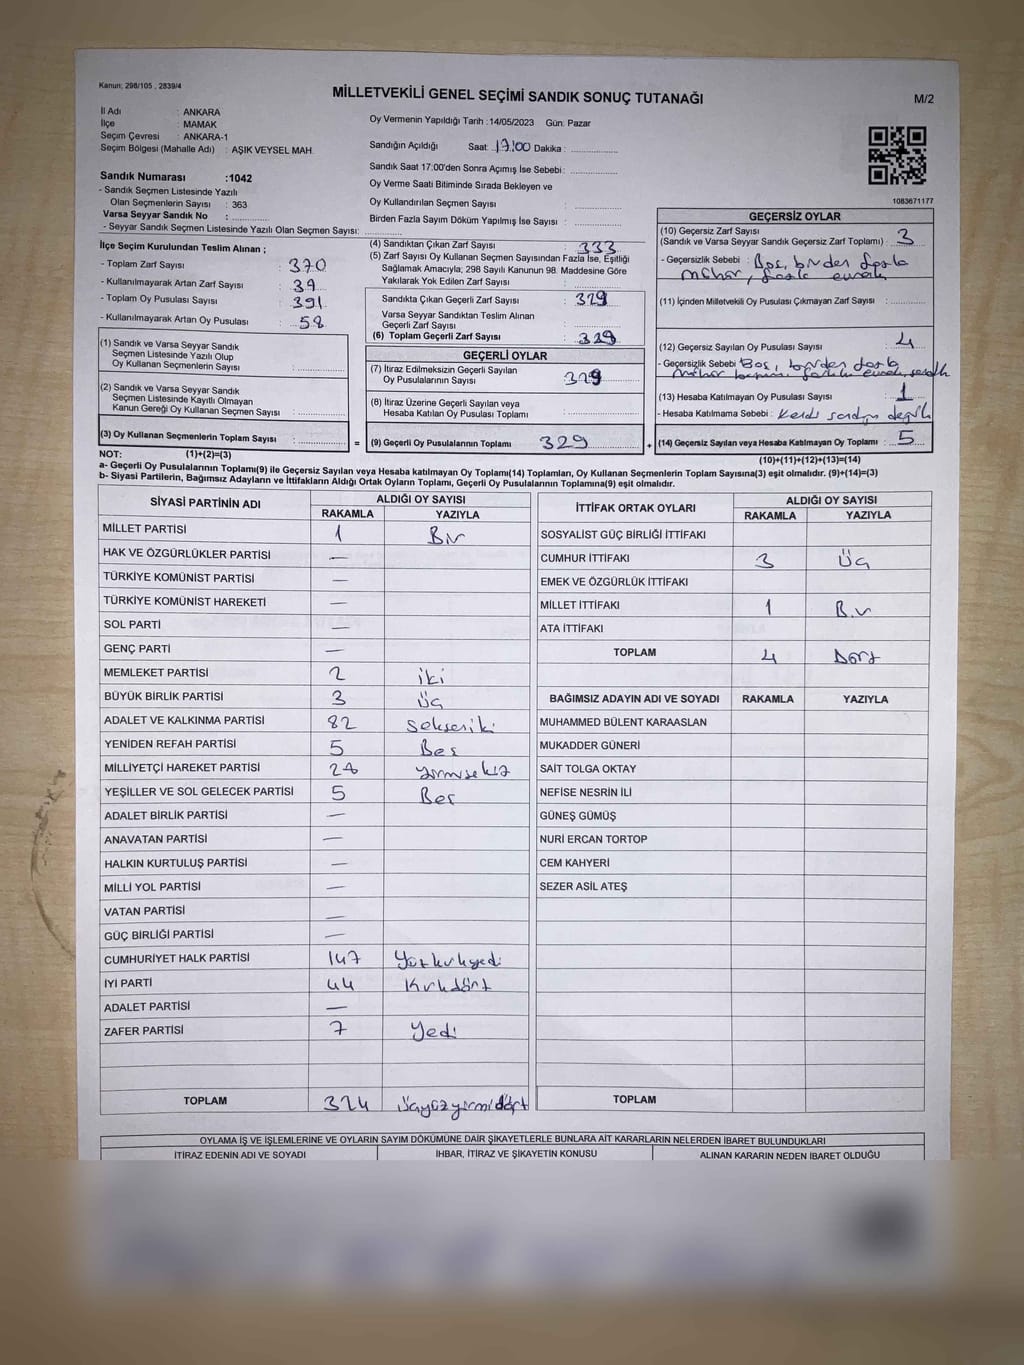 Kanun; 298/105 , 2839/4
MİLLETVEKİLİ GENEL SEÇİMİ SANDIK SONUÇ TUTANAĞI
M/2
İl Adı : ANKARA
İlçe : MAMAK
Seçim Çevresi : ANKARA-1
Seçim Bölgesi (Mahalle Adı) : AŞIK VEYSEL MAH.
Sandık Numarası :1042
- Sandık Seçmen Listesinde Yazılı
Olan Seçmenlerin Sayısı : 363
Varsa Seyyar Sandık No :
- Seyyar Sandık Seçmen Listesinde Yazılı Olan Seçmen Sayısı:
Oy Vermenin Yapıldığı Tarih :14/05/2023 Gün: Pazar
Sandığın Açıldığı Saat: 17:00 Dakika :
Sandık Saat 17:00'den Sonra Açımış İse Sebebi:
Oy Verme Saati Bitiminde Sırada Bekleyen ve
Oy Kullandırılan Seçmen Sayısı :
Birden Fazla Sayım Döküm Yapılmış İse Sayısı :
1083671177
İlçe Seçim Kurulundan Teslim Alınan ;
- Toplam Zarf Sayısı : 370
- Kullanılmayarak Artan Zarf Sayısı : 39
- Toplam Oy Pusulası Sayısı : 391
- Kullanılmayarak Artan Oy Pusulası : 58
(1) Sandık ve Varsa Seyyar Sandık
Seçmen Listesinde Yazılı Olup
Oy Kullanan Seçmenlerin Sayısı :
(2) Sandık ve Varsa Seyyar Sandık
Seçmen Listesinde Kayıtlı Olmayan
Kanun Gereği Oy Kullanan Seçmen Sayısı :
(3) Oy Kullanan Seçmenlerin Toplam Sayısı :
(4) Sandıktan Çıkan Zarf Sayısı : 333
(5) Zarf Sayısı Oy Kullanan Seçmen Sayısından Fazla İse, Eşitliği
Sağlamak Amacıyla; 298 Sayılı Kanunun 98. Maddesine Göre
Yakılarak Yok Edilen Zarf Sayısı :
Sandıkta Çıkan Geçerli Zarf Sayısı : 329
Varsa Seyyar Sandıktan Teslim Alınan
Geçerli Zarf Sayısı :
(6) Toplam Geçerli Zarf Sayısı : 329
GEÇERLİ OYLAR
(7) İtiraz Edilmeksizin Geçerli Sayılan
Oy Pusulalarının Sayısı : 329
(8) İtiraz Üzerine Geçerli Sayılan veya
Hesaba Katılan Oy Pusulası Toplamı :
= (9) Geçerli Oy Pusulalarının Toplamı 329 +
GEÇERSİZ OYLAR
(10) Geçersiz Zarf Sayısı
(Sandık ve Varsa Seyyar Sandık Geçersiz Zarf Toplamı) : 3
- Geçersiz Sebebi : Boş, birden fazla
mühür, fazla evrak
(11) İçinden Milletvekili Oy Pusulası Çıkmayan Zarf Sayısı :
(12) Geçersiz Sayılan Oy Pusulası Sayısı : 4
- Geçersizlik Sebebi : Boş, birden fazla
mühür
(13) Hesaba Katılmayan Oy Pusulası Sayısı : 1
- Hesaba Katılmama Sebebi : kendi sandığı değil
(14) Geçersiz Sayılan veya Hesaba Katılmayan Oy Toplamı : 5
NOT: (1)+(2)=(3)
(10)+(11)+(12)+(13)=(14)
a- Geçerli Oy Pusulalarının Toplamı(9) ile Geçersiz Sayılan veya Hesaba katılmayan Oy Toplamı(14) Toplamları, Oy Kullanan Seçmenlerin Toplam Sayısına(3) eşit olmalıdır. (9)+(14)=(3)
b- Siyasi Partilerin, Bağımsız Adayların ve İttifakların Aldığı Ortak Oyların Toplamı, Geçerli Oy Pusulalarının Toplamına(9) eşit olmalıdır.
SİYASİ PARTİNİN ADI ALDIĞI OY SAYISI
RAKAMLA YAZIYLA
MİLLET PARTİSİ 1 Bir
HAK VE ÖZGÜRLÜKLER PARTİSİ —
TÜRKİYE KOMÜNİST PARTİSİ —
TÜRKİYE KOMÜNİST HAREKETİ —
SOL PARTİ —
GENÇ PARTİ —
MEMLEKET PARTİSİ 2 iki
BÜYÜK BİRLİK PARTİSİ 3 Üç
ADALET VE KALKINMA PARTİSİ 82 Sekseniki
YENİDEN REFAH PARTİSİ 5 Beş
MİLLİYETÇİ HAREKET PARTİSİ 28 yirmisekiz
YEŞİLLER VE SOL GELECEK PARTİSİ 5 Beş
ADALET BİRLİK PARTİSİ —
ANAVATAN PARTİSİ —
HALKIN KURTULUŞ PARTİSİ —
MİLLİ YOL PARTİSİ —
VATAN PARTİSİ —
GÜÇ BİRLİĞİ PARTİSİ —
CUMHURİYET HALK PARTİSİ 147 Yüzkırkyedi
İYİ PARTİ 44 Kırkdört
ADALET PARTİSİ —
ZAFER PARTİSİ 7 Yedi
TOPLAM 324 Üçyüzyirmidört
İTTİFAK ORTAK OYLARI ALDIĞI OY SAYISI
RAKAMLA YAZIYLA
SOSYALİST GÜÇ BİRLİĞİ İTTİFAKI
CUMHUR İTTİFAKI 3 Üç
EMEK VE ÖZGÜRLÜK İTTİFAKI
MİLLET İTTİFAKI 1 Bir
ATA İTTİFAKI
TOPLAM 4 Dört
BAĞIMSIZ ADAYIN ADI VE SOYADI RAKAMLA YAZIYLA
MUHAMMED BÜLENT KARAASLAN
MUKADDER GÜNERİ
SAİT TOLGA OKTAY
NEFİSE NESRİN İLİ
GÜNEŞ GÜMÜŞ
NURİ ERCAN TORTOP
CEM KAHYERİ
SEZER ASİL ATEŞ
TOPLAM
OYLAMA İŞ VE İŞLEMLERİNE VE OYLARIN SAYIM DÖKÜMÜNE DAİR ŞİKAYETLERLE BUNLARA AİT KARARLARIN NELERDEN İBARET BULUNDUKLARI
İTİRAZ EDENİN ADI VE SOYADI İHBAR, İTİRAZ VE ŞİKAYETİN KONUSU ALINAN KARARIN NEDEN İBARET OLDUĞU